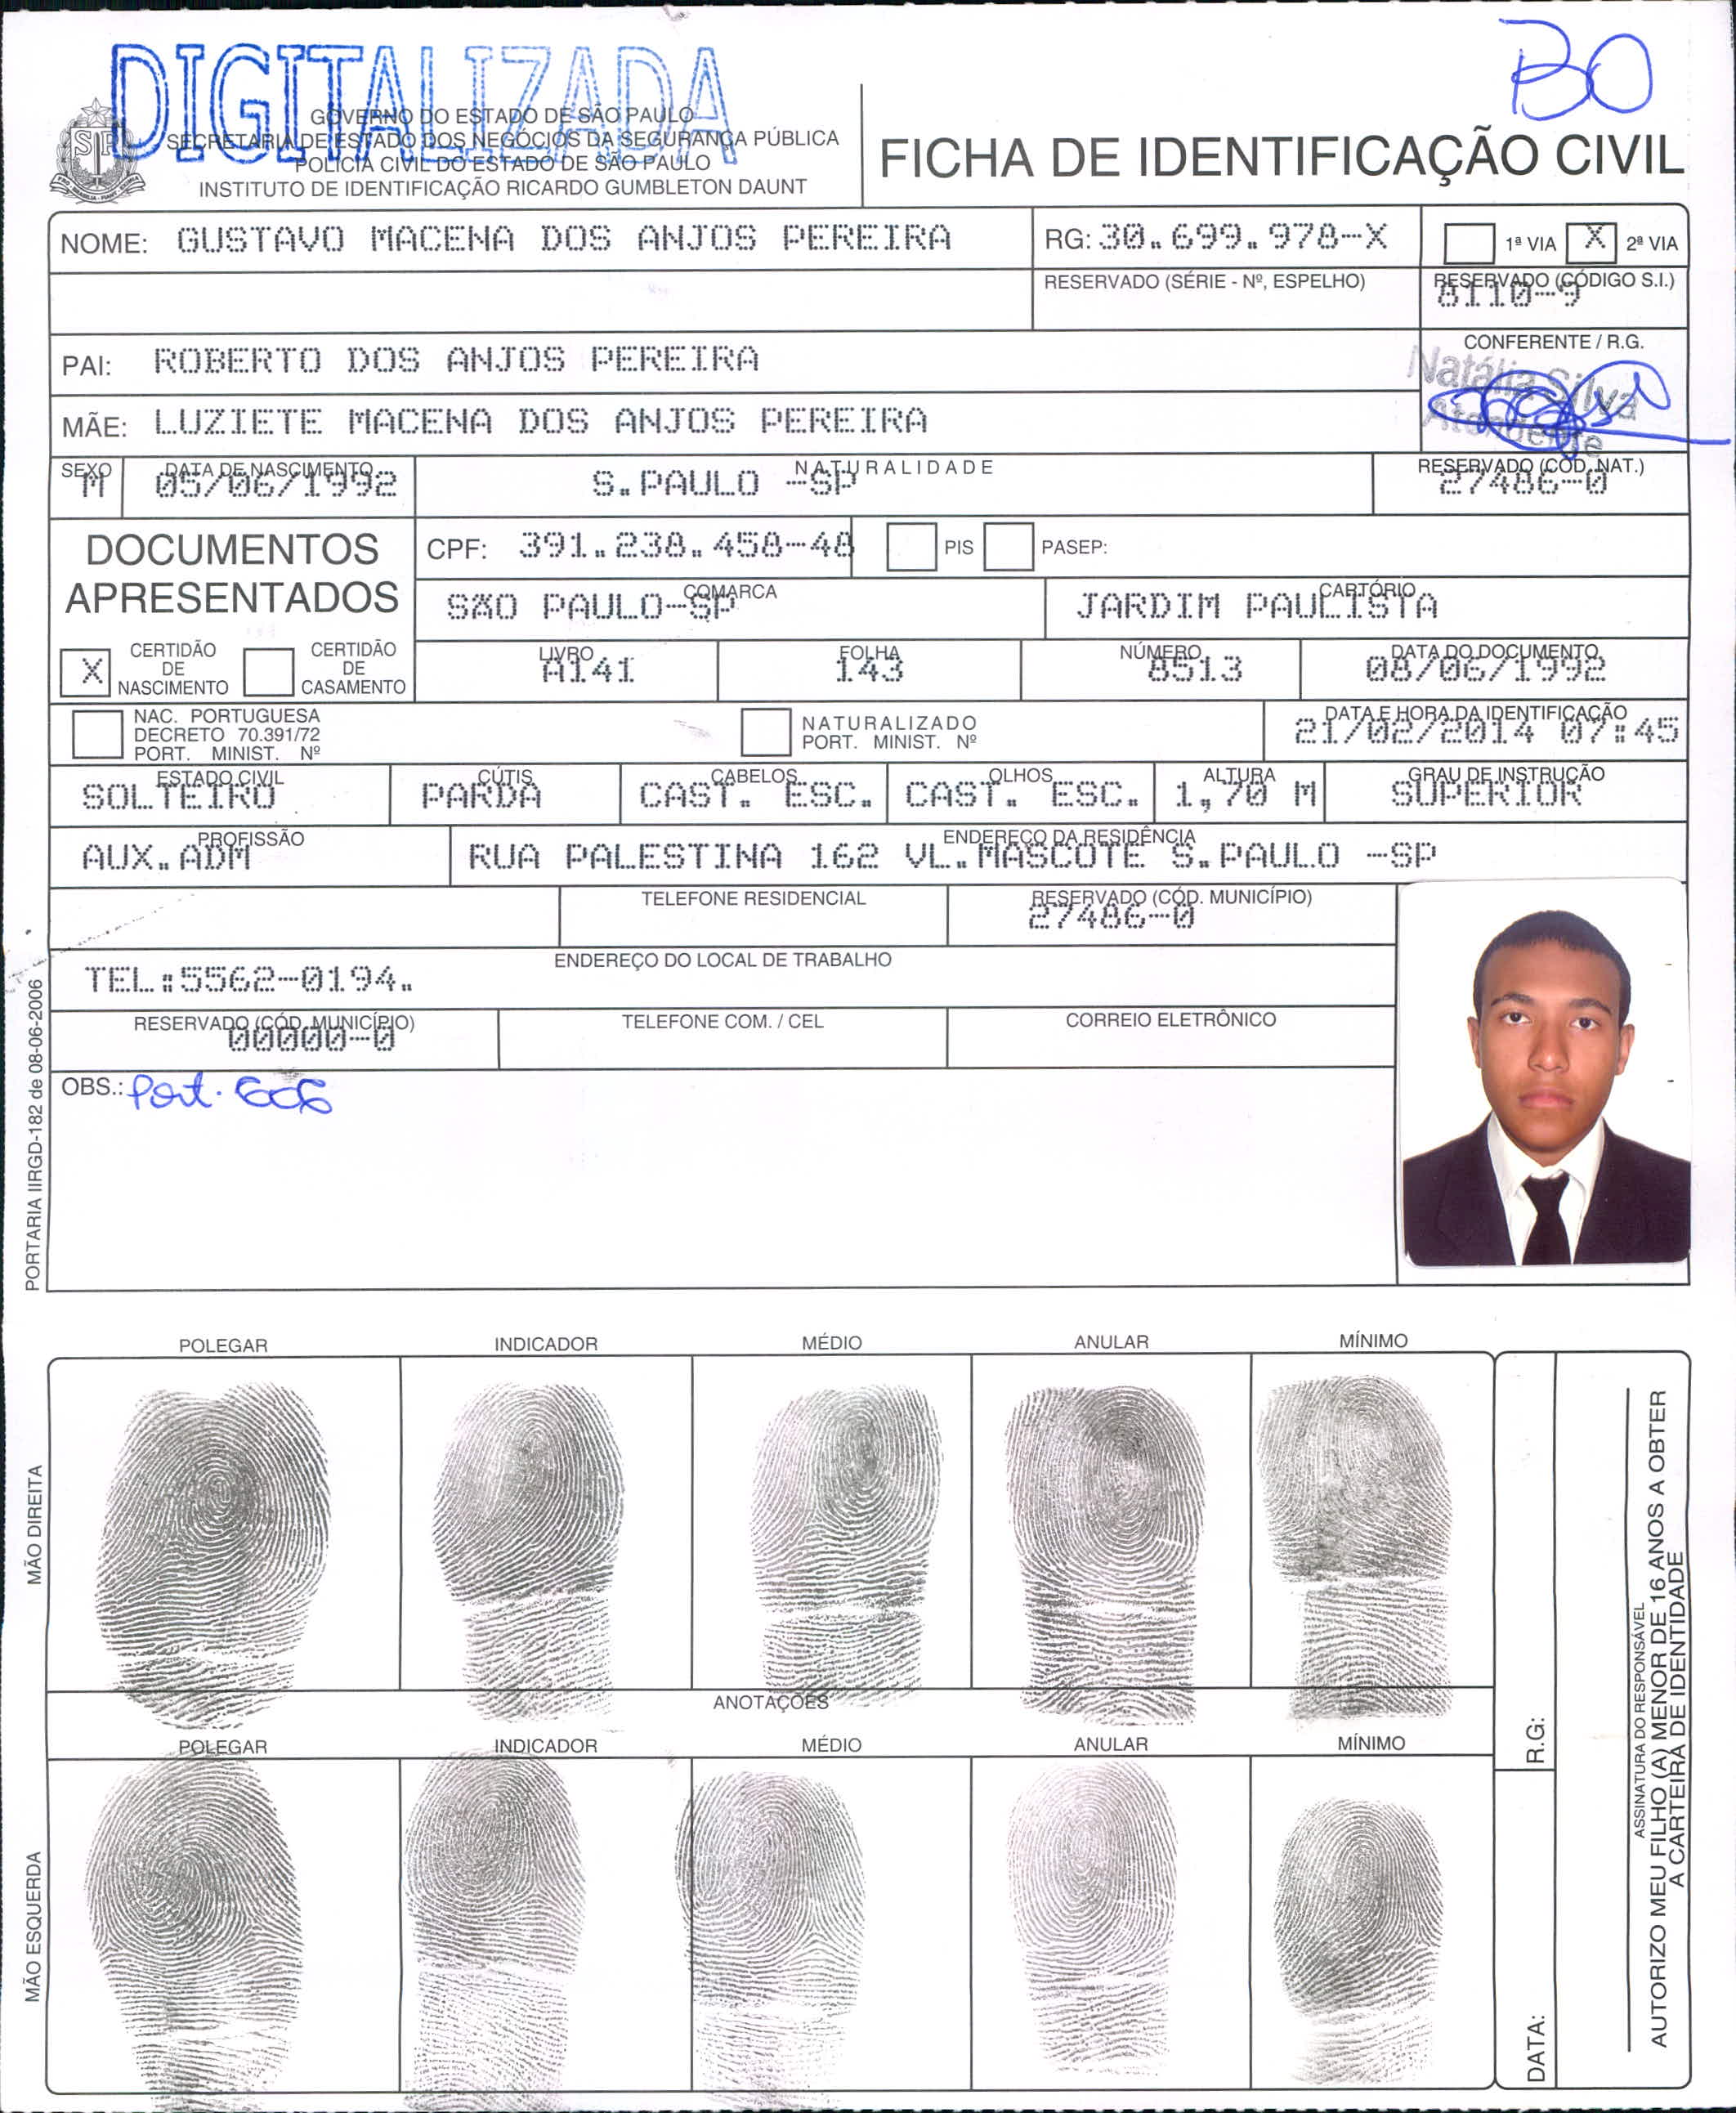 DIGITALIZADA
BO
GOVERNO DO ESTADO DE SÃO PAULO
SECRETARIA DE ESTADO DOS NEGÓCIOS DA SEGURANÇA PÚBLICA
POLÍCIA CIVIL DO ESTADO DE SÃO PAULO
INSTITUTO DE IDENTIFICAÇÃO RICARDO GUMBLETON DAUNT
FICHA DE IDENTIFICAÇÃO CIVIL
NOME: GUSTAVO MACENA DOS ANJOS PEREIRA RG: 30.699.978-X 1ª VIA X 2ª VIA
RESERVADO (SÉRIE - Nº, ESPELHO) RESERVADO (CÓDIGO S.I.)
8110-9
PAI: ROBERTO DOS ANJOS PEREIRA CONFERENTE / R.G.
Natália Silva
Atendente
MÃE: LUZIETE MACENA DOS ANJOS PEREIRA
SEXO DATA DE NASCIMENTO NATURALIDADE RESERVADO (CÓD. NAT.)
M 05/06/1992 S.PAULO -SP 27486-0
DOCUMENTOS
APRESENTADOS
CPF: 391.238.458-48 PIS PASEP:
COMARCA CARTÓRIO
SÃO PAULO-SP JARDIM PAULISTA
X CERTIDÃO
DE
NASCIMENTO
CERTIDÃO
DE
CASAMENTO
LIVRO FOLHA NÚMERO DATA DO DOCUMENTO
A141 143 8513 08/06/1992
NAC. PORTUGUESA
DECRETO 70.391/72
PORT. MINIST. Nº
NATURALIZADO
PORT. MINIST. Nº
DATA E HORA DA IDENTIFICAÇÃO
21/02/2014 07:45
ESTADO CIVIL CÚTIS CABELOS OLHOS ALTURA GRAU DE INSTRUÇÃO
SOLTEIRO PARDA CAST. ESC. CAST. ESC. 1,70 M SUPERIOR
PROFISSÃO ENDEREÇO DA RESIDÊNCIA
AUX.ADM RUA PALESTINA 162 VL.MASCOTE S.PAULO -SP
TELEFONE RESIDENCIAL RESERVADO (CÓD. MUNICÍPIO)
27486-0
ENDEREÇO DO LOCAL DE TRABALHO
TEL:5562-0194.
RESERVADO (CÓD. MUNICÍPIO) TELEFONE COM. / CEL CORREIO ELETRÔNICO
00000-0
OBS.: Port.
PORTARIA IIRGD-182 de 08-06-2006
POLEGAR INDICADOR MÉDIO ANULAR MÍNIMO
MÃO DIREITA
ANOTAÇÕES
POLEGAR INDICADOR MÉDIO ANULAR MÍNIMO
MÃO ESQUERDA
R.G:
DATA:
ASSINATURA DO RESPONSÁVEL
AUTORIZO MEU FILHO (A) MENOR DE 16 ANOS A OBTER
A CARTEIRA DE IDENTIDADE